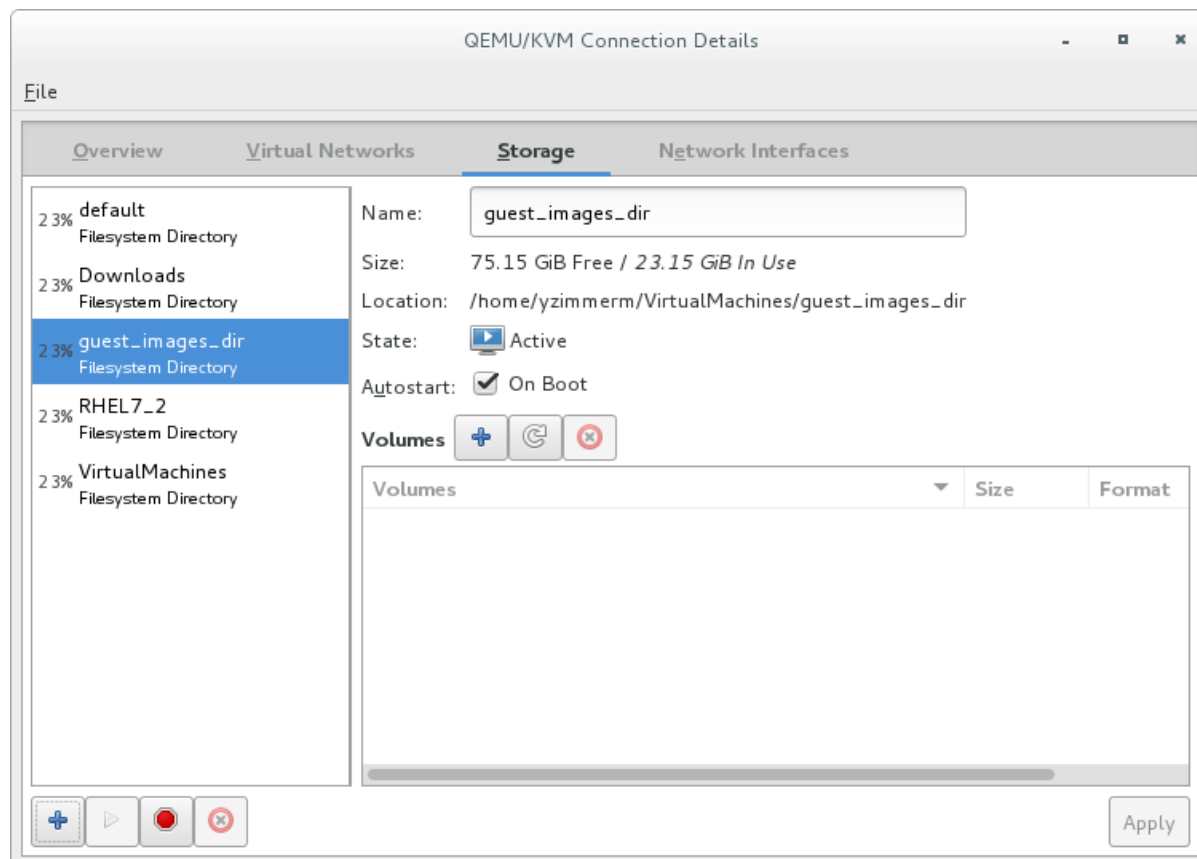 QEMU/KVM Connection Details
File
Overview Virtual Networks Storage Network Interfaces
23% default
Filesystem Directory
23% Downloads
Filesystem Directory
23% guest_images_dir
Filesystem Directory
23% RHEL7_2
Filesystem Directory
23% VirtualMachines
Filesystem Directory
Name: guest_images_dir
Size: 75.15 GiB Free / 23.15 GiB In Use
Location: /home/yzimmerm/VirtualMachines/guest_images_dir
State: Active
Autostart: On Boot
Volumes
Volumes Size Format
Apply